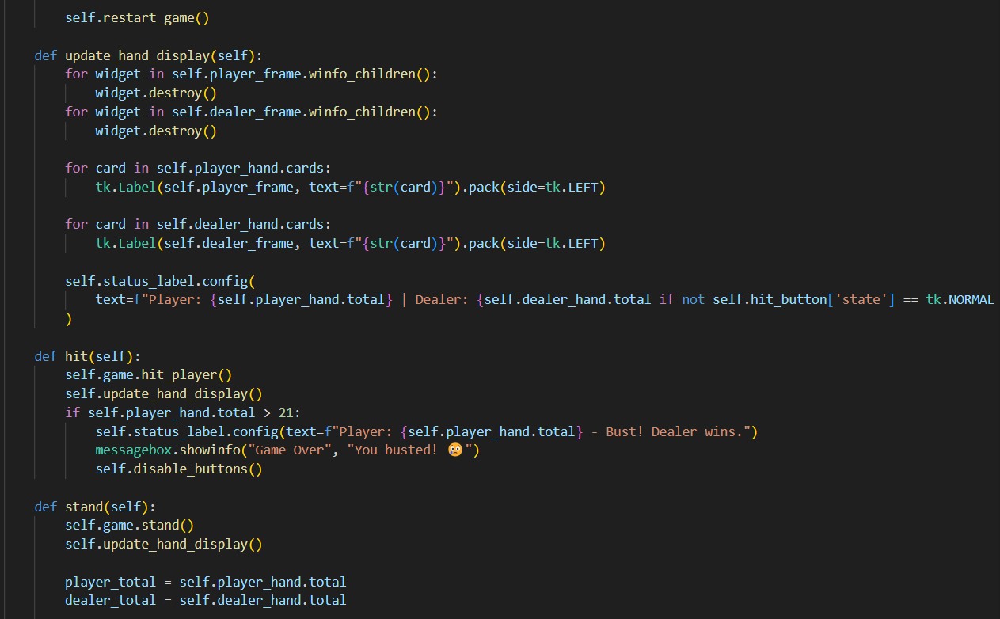 self.restart_game()
def update_hand_display(self):
for widget in self.player_frame.winfo_children():
widget.destroy()
for widget in self.dealer_frame.winfo_children():
widget.destroy()
for card in self.player_hand.cards:
tk.Label(self.player_frame, text=f"{str(card)}").pack(side=tk.LEFT)
for card in self.dealer_hand.cards:
tk.Label(self.dealer_frame, text=f"{str(card)}").pack(side=tk.LEFT)
self.status_label.config(
text=f"Player: {self.player_hand.total} | Dealer: {self.dealer_hand.total if not self.hit_button['state'] == tk.NORMAL
)
def hit(self):
self.game.hit_player()
self.update_hand_display()
if self.player_hand.total > 21:
self.status_label.config(text=f"Player: {self.player_hand.total} - Bust! Dealer wins.")
messagebox.showinfo("Game Over", "You busted! 😢")
self.disable_buttons()
def stand(self):
self.game.stand()
self.update_hand_display()
player_total = self.player_hand.total
dealer_total = self.dealer_hand.total